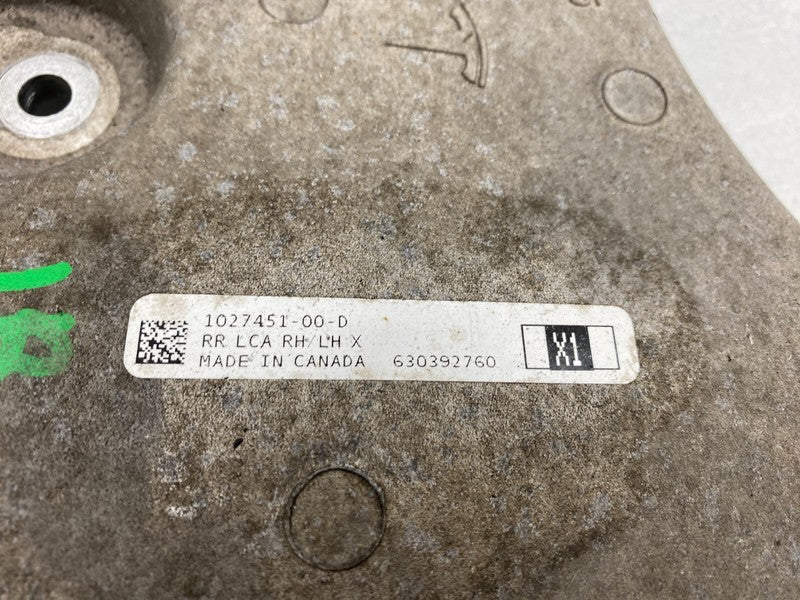 1027451-00-D
RR LCA RH/LH X
MADE IN CANADA 630392760
X1